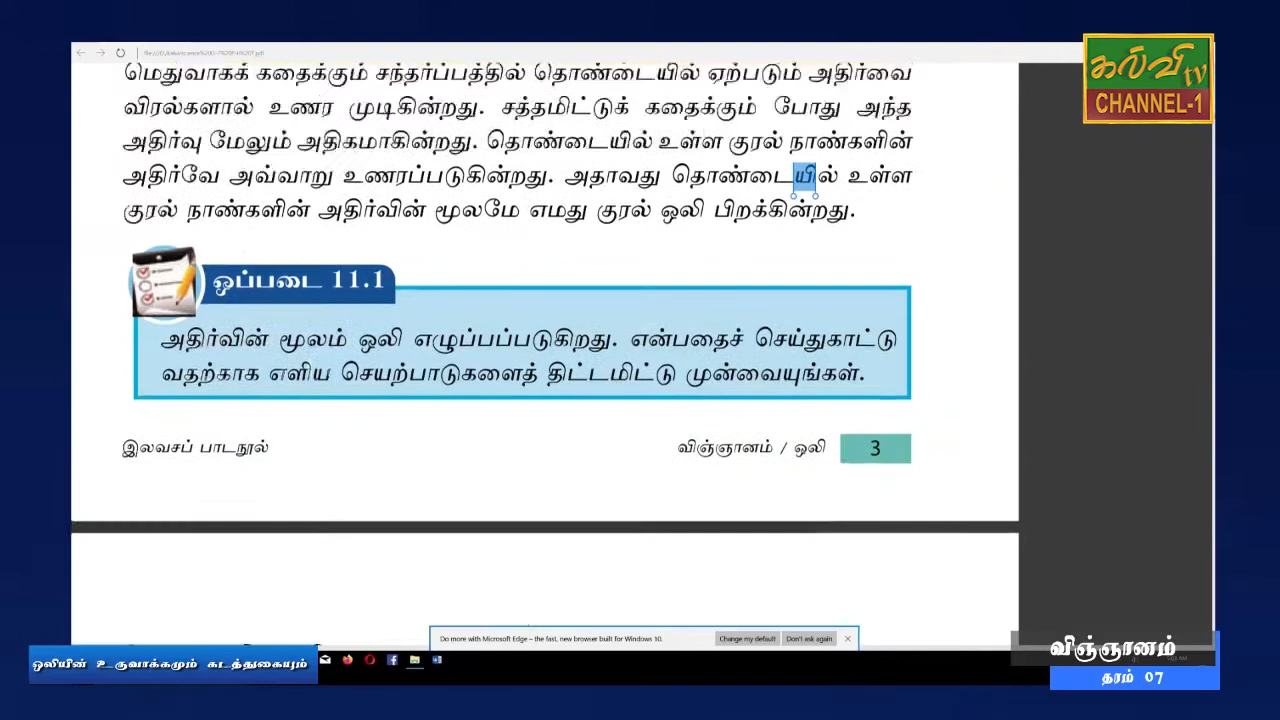 file:///D:/
கல்வி tv
CHANNEL-1
மெதுவாகக் கதைக்கும் சந்தர்ப்பத்தில் தொண்டையில் ஏற்படும் அதிர்வை
விரல்களால் உணர முடிகின்றது. சத்தமிட்டுக் கதைக்கும் போது அந்த
அதிர்வு மேலும் அதிகமாகின்றது. தொண்டையில் உள்ள குரல் நாண்களின்
அதிர்வே அவ்வாறு உணரப்படுகின்றது. அதாவது தொண்டையில் உள்ள
குரல் நாண்களின் அதிர்வின் மூலமே எமது குரல் ஒலி பிறக்கின்றது.
ஒப்படை 11.1
அதிர்வின் மூலம் ஒலி எழுப்பப்படுகிறது. என்பதைச் செய்துகாட்டு
வதற்காக எளிய செயற்பாடுகளைத் திட்டமிட்டு முன்வையுங்கள்.
இலவசப் பாடநூல்
விஞ்ஞானம் / ஒலி 3
Do more with Microsoft Edge – the fast, new browser built for Windows 10. Change my default Don't ask again
ஒலியின் உருவாக்கமும் கடத்துகையும்
விஞ்ஞானம்
தரம் 07